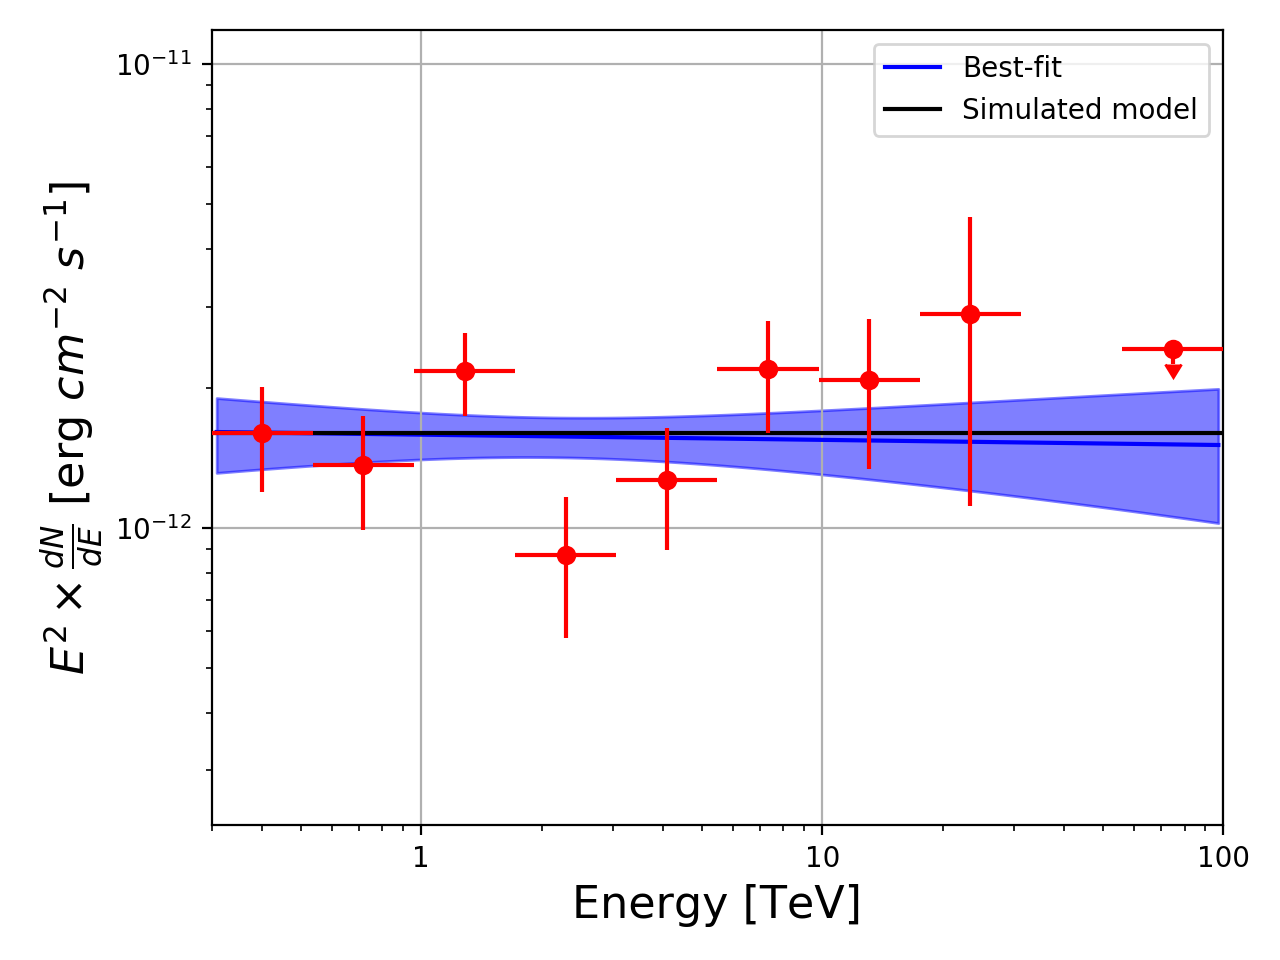 10⁻¹¹
10⁻¹²
E² × dN/dE [erg cm⁻² s⁻¹]
Best-fit
Simulated model
1
10
100
Energy [TeV]